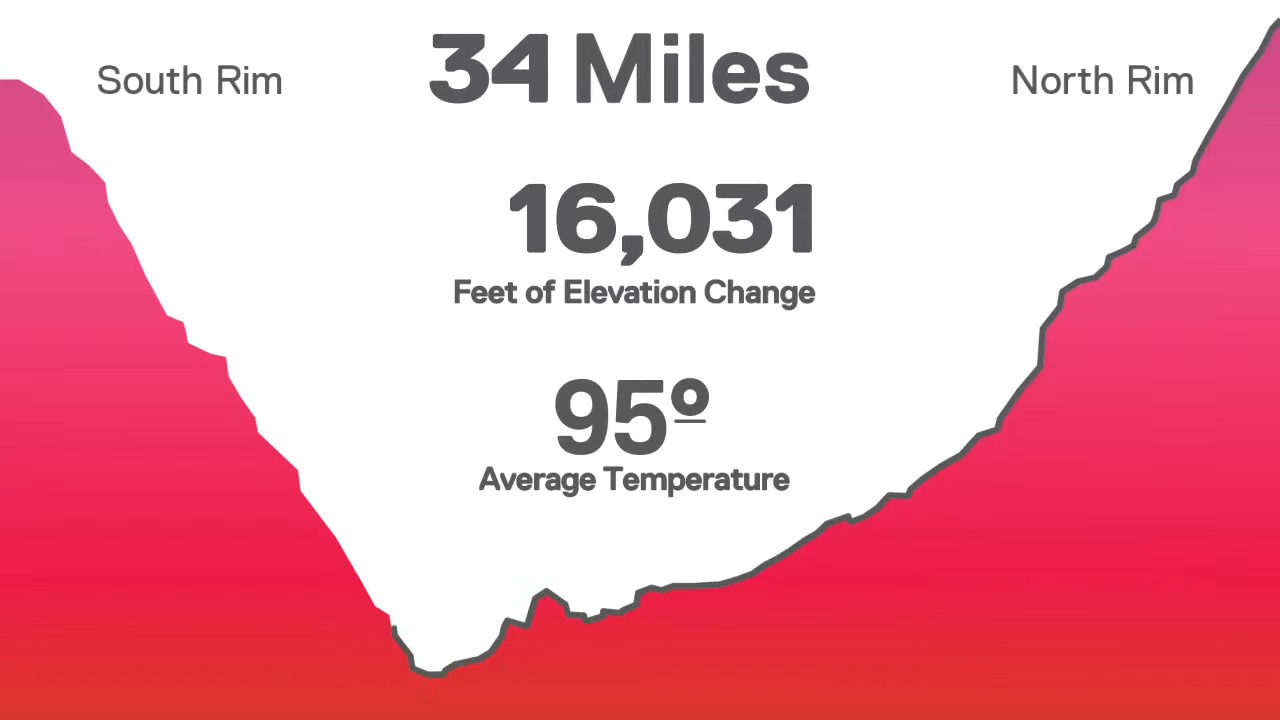 South Rim
34 Miles
North Rim
16,031
Feet of Elevation Change
95º
Average Temperature